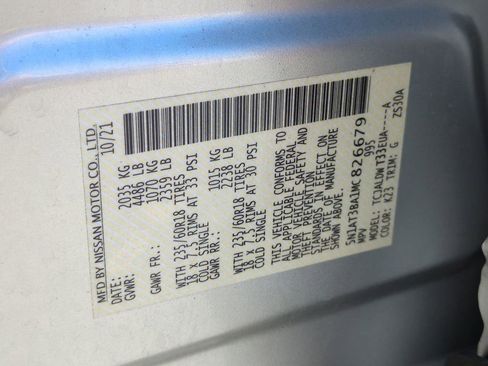 MFD BY NISSAN MOTOR CO., LTD.
DATE: 10/21
GVWR: 2035 KG
4486 LB
GAWR FR.: 1070 KG
2359 LB
WITH 235/60R18 TIRES
18 X 7.5 RIMS AT 33 PSI
COLD SINGLE
GAWR RR.: 1015 KG
2238 LB
WITH 235/60R18 TIRES
18 X 7.5 RIMS AT 30 PSI
COLD SINGLE
THIS VEHICLE CONFORMS TO
ALL APPLICABLE FEDERAL
MOTOR VEHICLE SAFETY AND
THEFT PREVENTION
STANDARDS IN EFFECT ON
THE DATE OF MANUFACTURE
SHOWN ABOVE.
5N1AT3BA1MC826679
MPV 995
MODEL: TCJALDWT33EUA----A
COLOR: K23 TRIM: G ZS30A